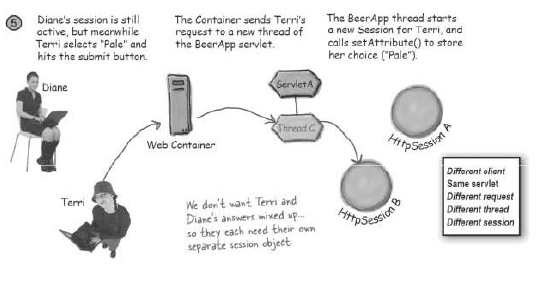 5
Diane's session is still
active, but meanwhile
Terri selects "Pale" and
hits the submit button.
The Container sends Terri's
request to a new thread of
the BeerApp servlet.
The BeerApp thread starts
a new Session for Terri, and
calls setAttribute() to store
her choice ("Pale").
Diane
Web Container
ServletA
Thread C
HttpSession A
Terri
HttpSession B
We don't want Terri and
Diane's answers mixed up...
so they each need their own
separate session object
Different client
Same servlet
Different request
Different thread
Different session